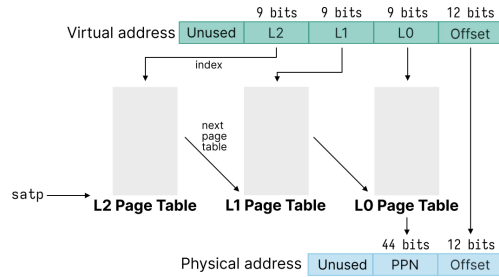 9 bits 9 bits 9 bits 12 bits
Virtual address Unused L2 L1 L0 Offset
index
next
page
table
satp
L2 Page Table L1 Page Table L0 Page Table
44 bits 12 bits
Physical address Unused PPN Offset